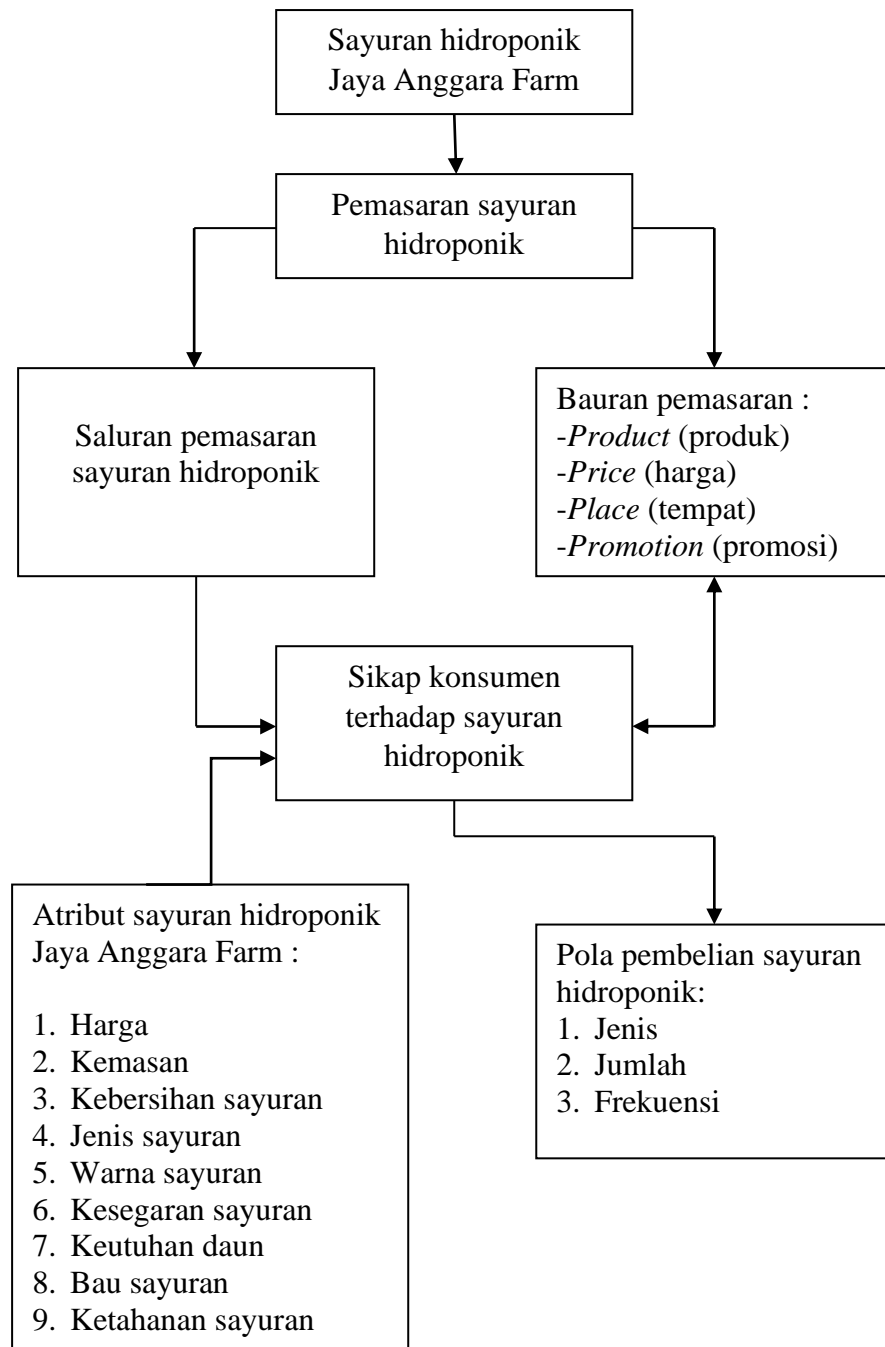 Sayuran hidroponik
Jaya Anggara Farm
Pemasaran sayuran
hidroponik
Saluran pemasaran
sayuran hidroponik
Bauran pemasaran :
-Product (produk)
-Price (harga)
-Place (tempat)
-Promotion (promosi)
Sikap konsumen
terhadap sayuran
hidroponik
Atribut sayuran hidroponik
Jaya Anggara Farm :
1. Harga
2. Kemasan
3. Kebersihan sayuran
4. Jenis sayuran
5. Warna sayuran
6. Kesegaran sayuran
7. Keutuhan daun
8. Bau sayuran
9. Ketahanan sayuran
Pola pembelian sayuran
hidroponik:
1. Jenis
2. Jumlah
3. Frekuensi